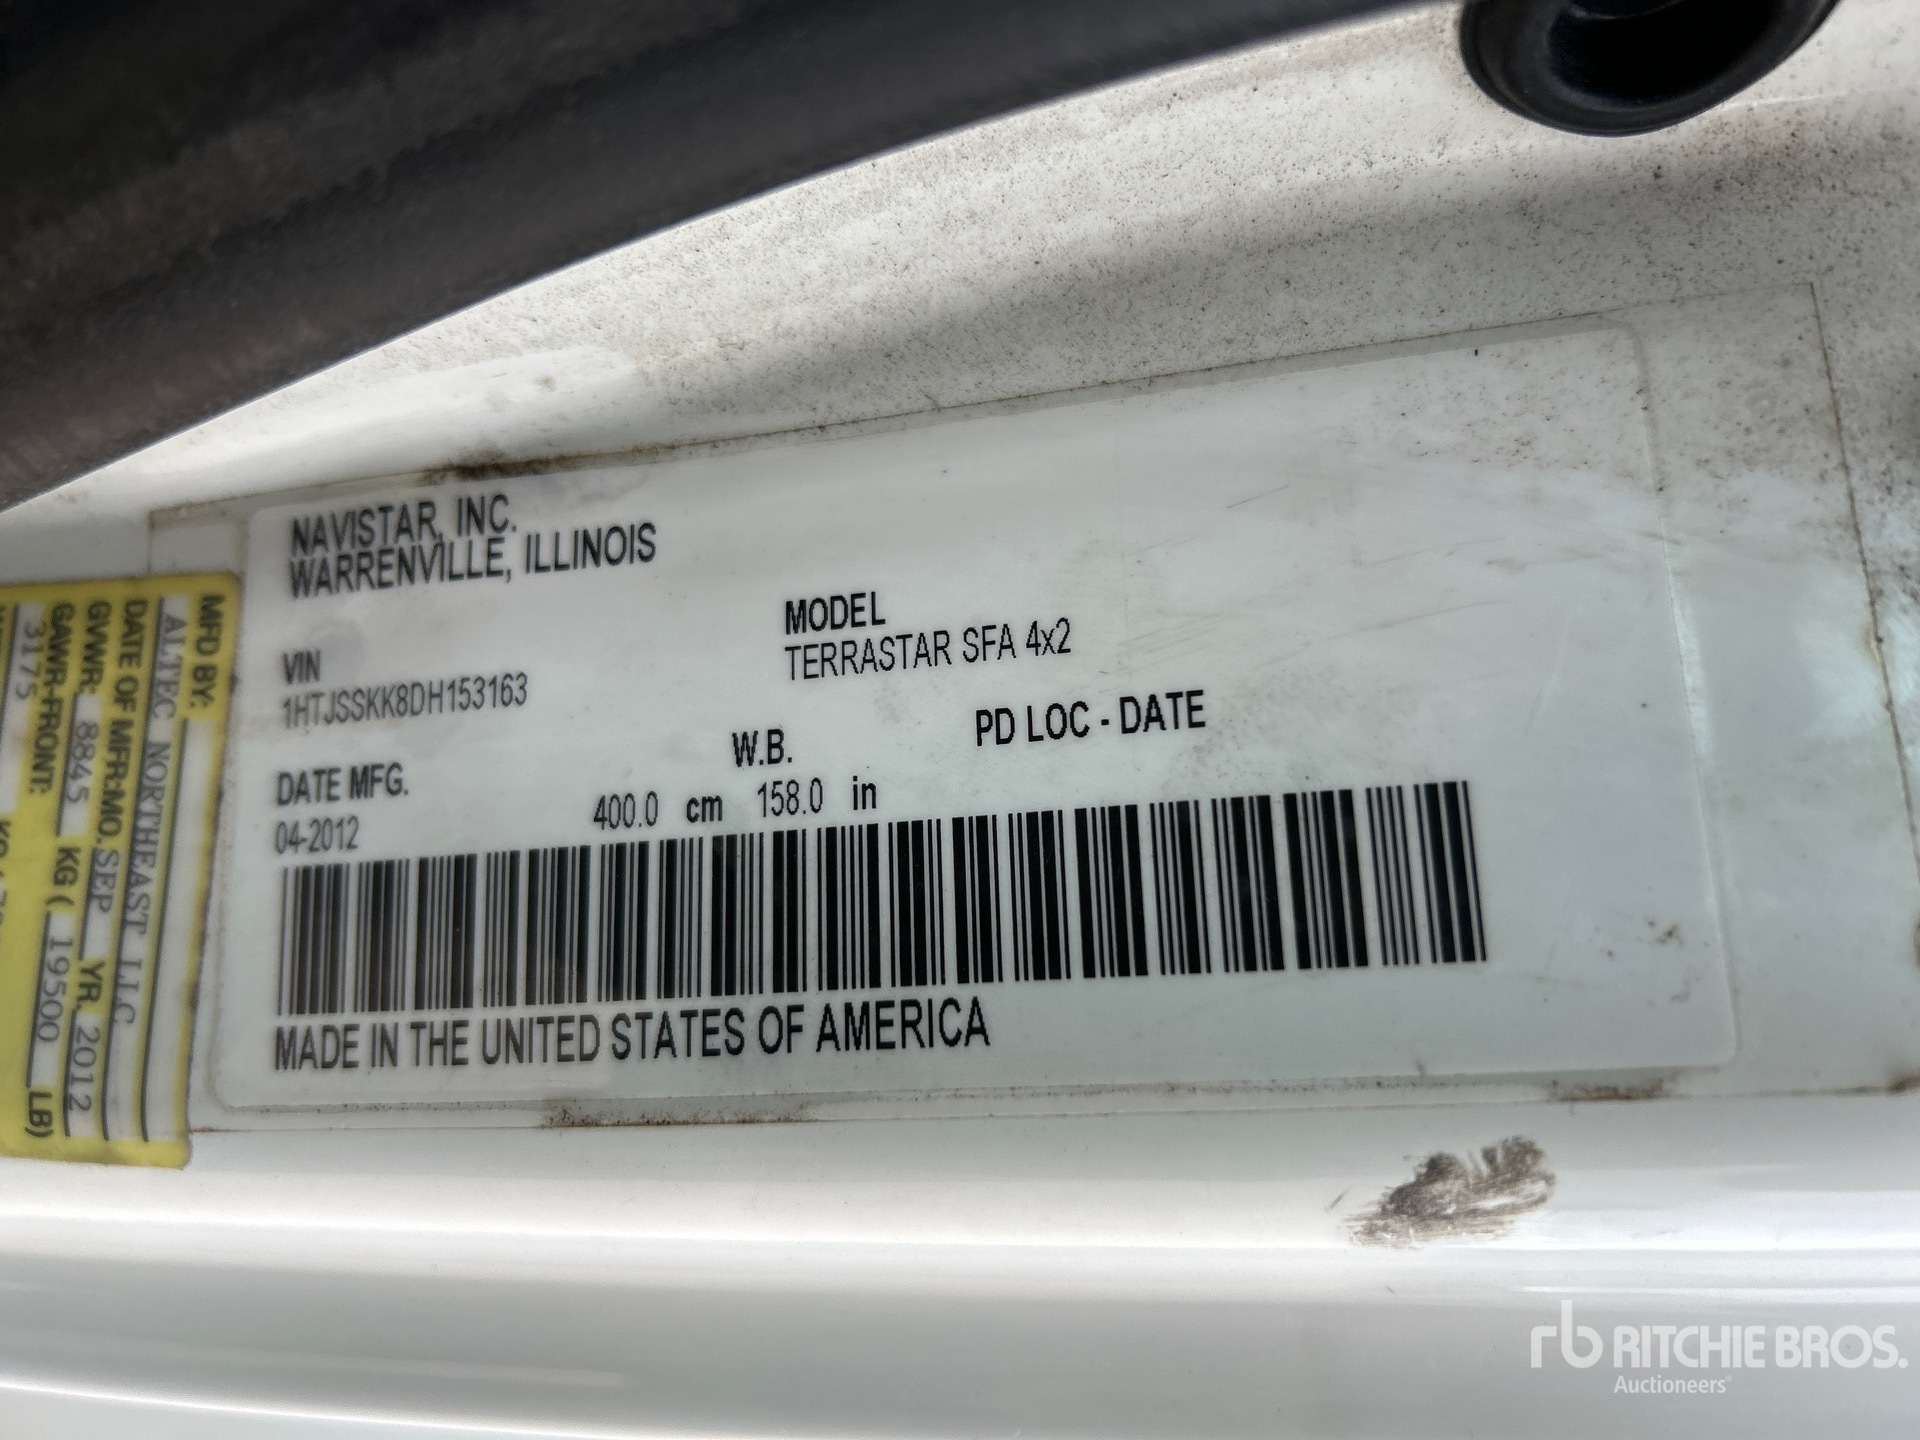 NAVISTAR, INC.
WARRENVILLE, ILLINOIS
VIN
1HTJSSKK8DH153163
MODEL
TERRASTAR SFA 4x2
DATE MFG.
04-2012
W.B.
400.0 cm 158.0 in
PD LOC - DATE
MADE IN THE UNITED STATES OF AMERICA
MFD BY:
ALTEC NORTHEAST LLC
DATE OF MFR:MO. SEP YR. 2012
GVWR: 8845 KG ( 19500 LB)
GAWR-FRONT:
3175
rb RITCHIE BROS.
Auctioneers